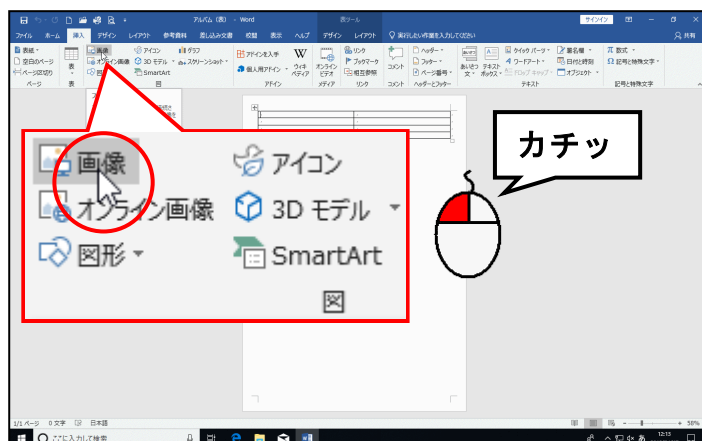 アルバム (表) - Word
表ツール
サインイン
ファイル ホーム 挿入 デザイン レイアウト 参考資料 差し込み文書 校閲 表示 ヘルプ デザイン レイアウト 実行したい作業を入力してください 共有
表紙 画像 アイコン グラフ アドインを入手 リンク ヘッダー クイック パーツ 署名欄 数式
空白のページ オンライン画像 3D モデル スクリーンショット ブックマーク フッター ワードアート 日付と時刻 記号と特殊文字
ページ区切り SmartArt 個人用アドイン 相互参照 ページ番号 ドロップ キャップ オブジェクト
表 ウィキペディア オンラインビデオ コメント あいさつ文 テキストボックス
ページ 表 図 アドイン メディア リンク コメント ヘッダーとフッター テキスト 記号と特殊文字
画像 アイコン
オンライン画像 3D モデル
図形 SmartArt
図
カチッ
1/1 ページ 0 文字 日本語 58%
ここに入力して検索 あ 12:13